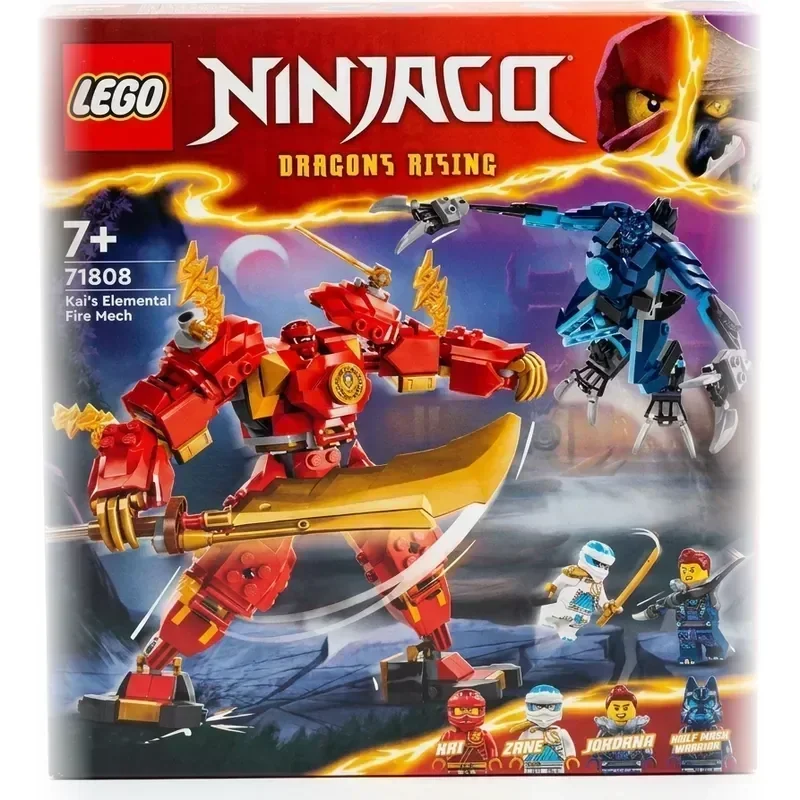 LEGO
NINJAGO
DRAGONS RISING
7+
71808
Kai's Elemental
Fire Mech
KAI
ZANE
JORDANA
WOLF MASK
WARRIOR